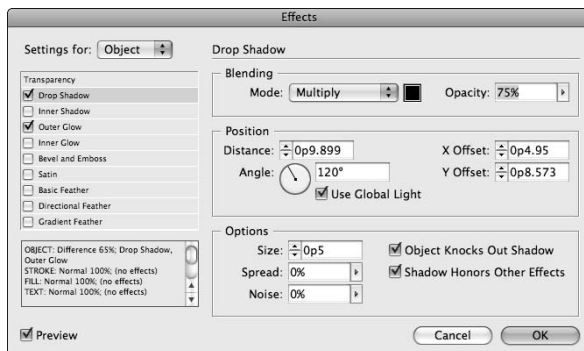 Effects
Settings for: Object
Transparency
Drop Shadow
Inner Shadow
Outer Glow
Inner Glow
Bevel and Emboss
Satin
Basic Feather
Directional Feather
Gradient Feather
OBJECT: Difference 65%; Drop Shadow,
Outer Glow
STROKE: Normal 100%; (no effects)
FILL: Normal 100%; (no effects)
TEXT: Normal 100%; (no effects)
Preview
Drop Shadow
Blending
Mode: Multiply Opacity: 75%
Position
Distance: 0p9.899 X Offset: 0p4.95
Angle: 120° Y Offset: 0p8.573
Use Global Light
Options
Size: 0p5 Object Knocks Out Shadow
Spread: 0% Shadow Honors Other Effects
Noise: 0%
Cancel OK